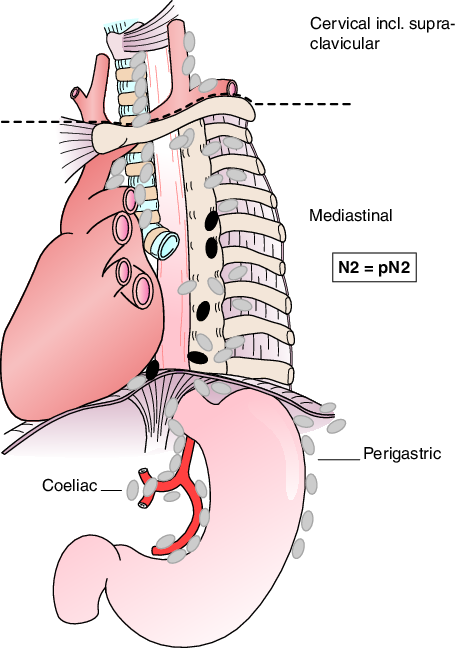 Cervical incl. supra-
clavicular
Mediastinal
N2 = pN2
Perigastric
Coeliac